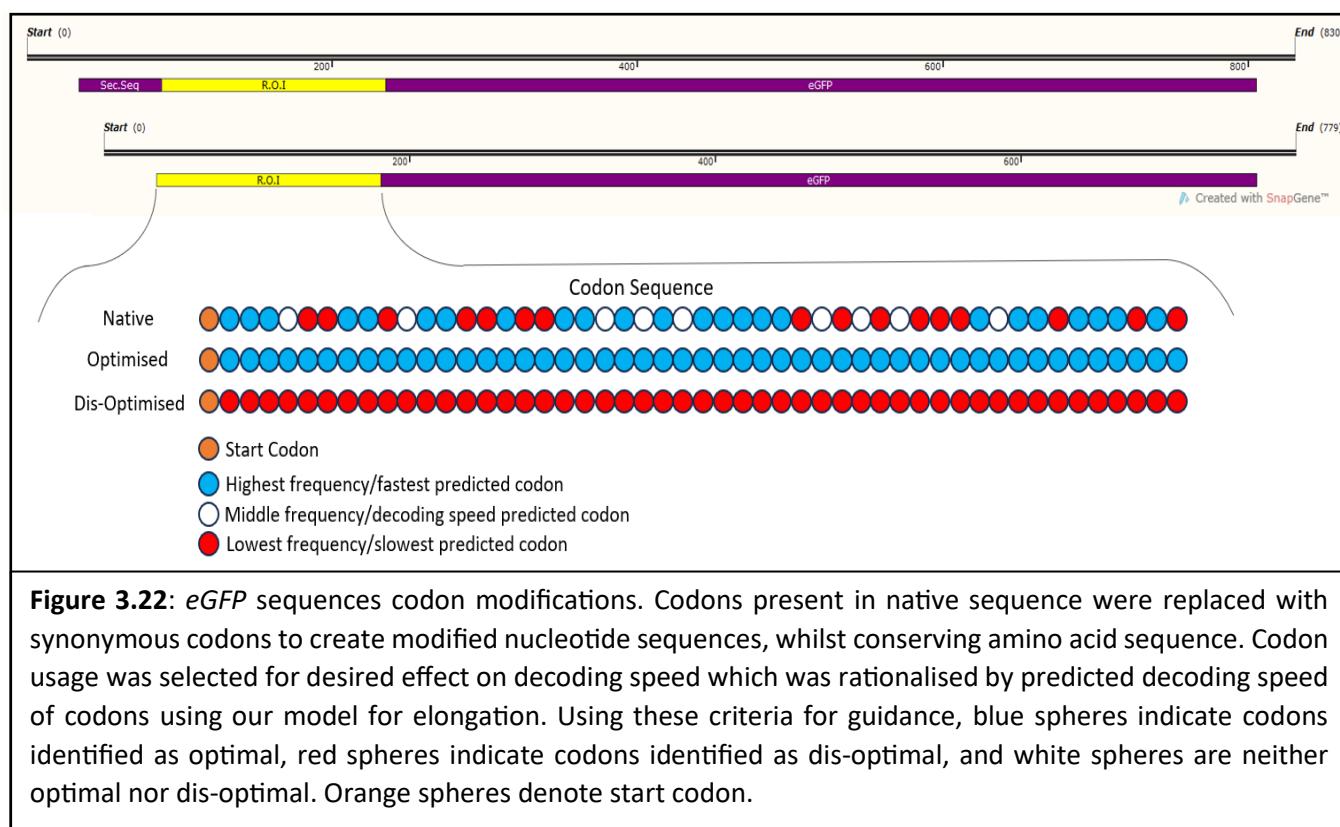 Start (0)
End (830
200
400
600
800
Sec.Seq
R.O.I
eGFP
Start (0)
End (779)
200
400
600
R.O.I
eGFP
Created with SnapGene™
Codon Sequence
Native
Optimised
Dis-Optimised
Start Codon
Highest frequency/fastest predicted codon
Middle frequency/decoding speed predicted codon
Lowest frequency/slowest predicted codon
Figure 3.22: eGFP sequences codon modifications. Codons present in native sequence were replaced with
synonymous codons to create modified nucleotide sequences, whilst conserving amino acid sequence. Codon
usage was selected for desired effect on decoding speed which was rationalised by predicted decoding speed
of codons using our model for elongation. Using these criteria for guidance, blue spheres indicate codons
identified as optimal, red spheres indicate codons identified as dis-optimal, and white spheres are neither
optimal nor dis-optimal. Orange spheres denote start codon.